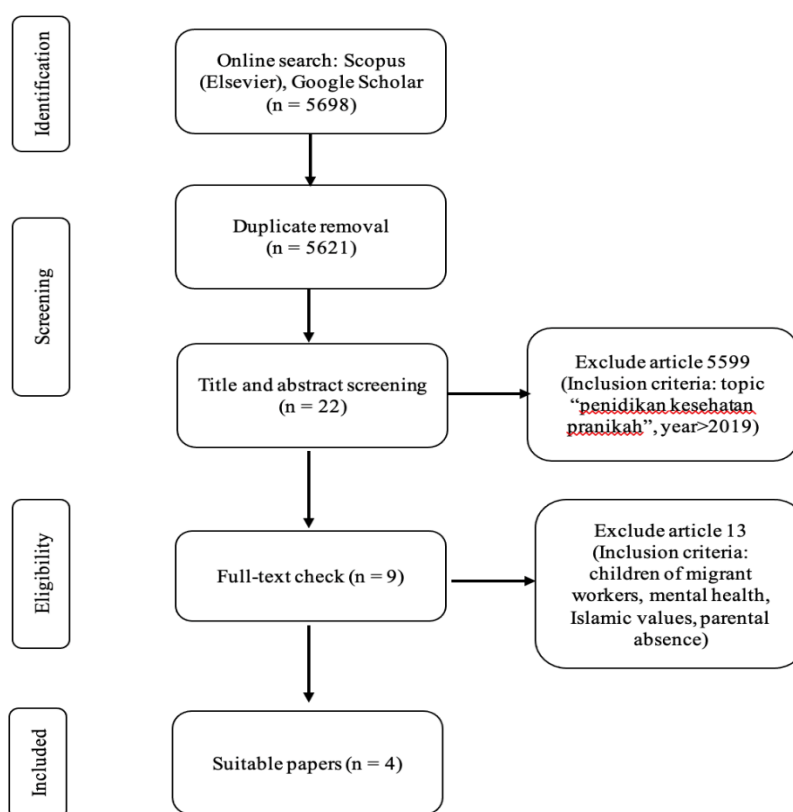 Identification
Online search: Scopus
(Elsevier), Google Scholar
(n = 5698)
Screening
Duplicate removal
(n = 5621)
Title and abstract screening
(n = 22)
Exclude article 5599
(Inclusion criteria: topic
“penidikan kesehatan
pranikah”, year>2019)
Eligibility
Full-text check (n = 9)
Exclude article 13
(Inclusion criteria:
children of migrant
workers, mental health,
Islamic values, parental
absence)
Included
Suitable papers (n = 4)